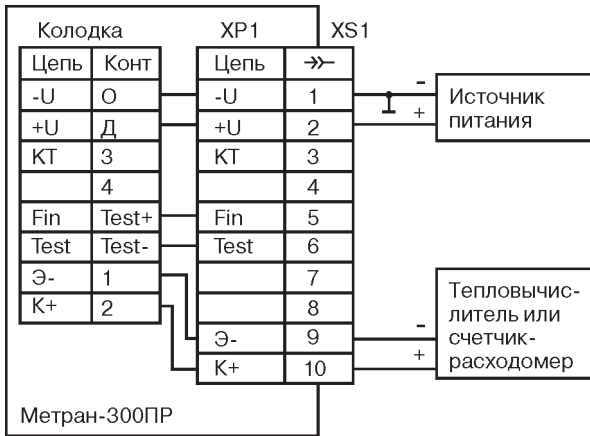 Колодка XP1 XS1
Цепь Конт Цепь
-U О -U 1 -
+U Д +U 2 +
КТ 3 КТ 3
4 4
Fin Test+ Fin 5
Test Test- Test 6
Э- 1 7
К+ 2 8
Э- 9 -
К+ 10 +
Источник
питания
Тепловычис-
литель или
счетчик-
расходомер
Метран-300ПР